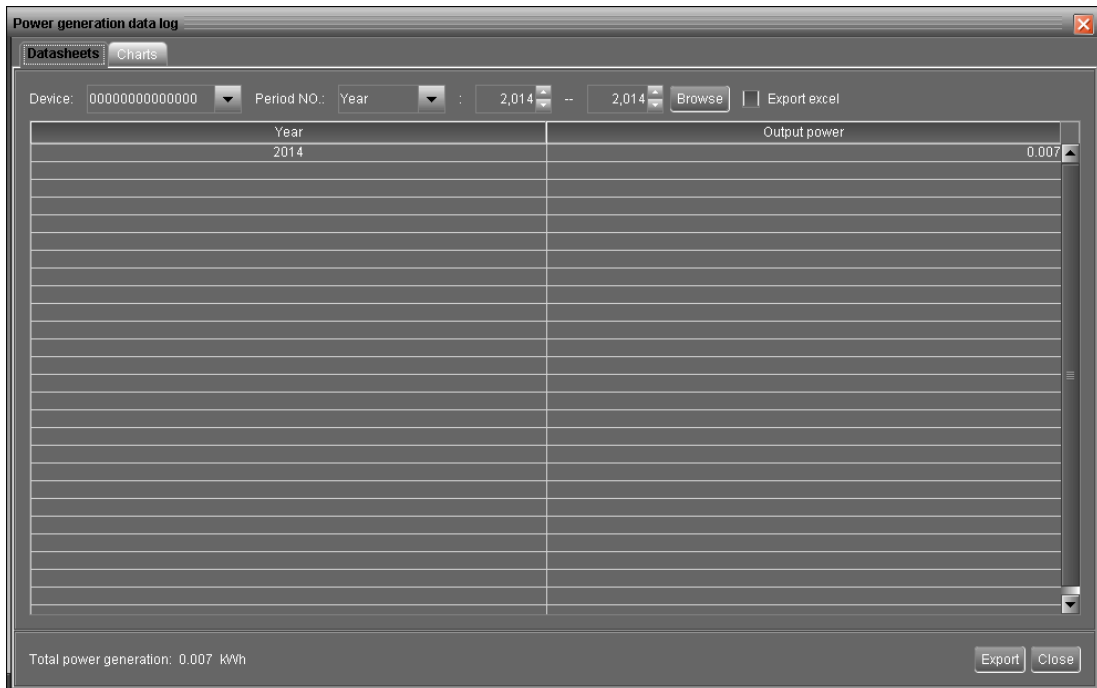 Power generation data log
Datasheets Charts
Device: 00000000000000 Period NO.: Year : 2,014 -- 2,014 Browse Export excel
Year Output power
2014 0.007
Total power generation: 0.007 kWh Export Close